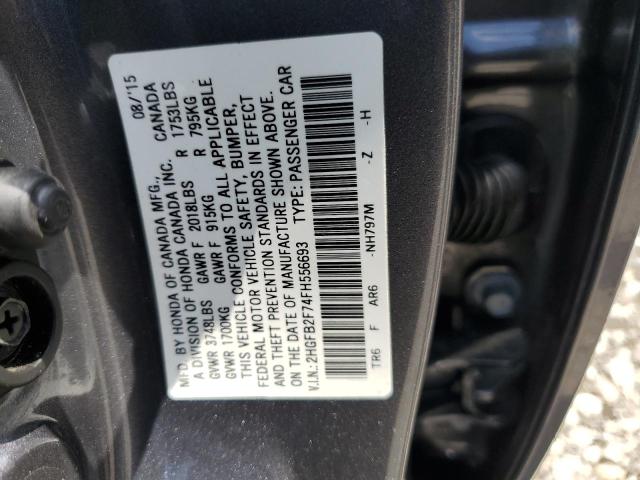 MFD. BY HONDA OF CANADA MFG., 08/'15
A DIVISION OF HONDA CANADA INC. CANADA
GVWR 3748LBS GAWR F 2018LBS R 1753LBS
GVWR 1700KG GAWR F 915KG R 795KG
THIS VEHICLE CONFORMS TO ALL APPLICABLE
FEDERAL MOTOR VEHICLE SAFETY, BUMPER,
AND THEFT PREVENTION STANDARDS IN EFFECT
ON THE DATE OF MANUFACTURE SHOWN ABOVE.
V.I.N.: 2HGFB2F74FH556693 TYPE: PASSENGER CAR
TR6 F AR6 -NH797M -Z -H